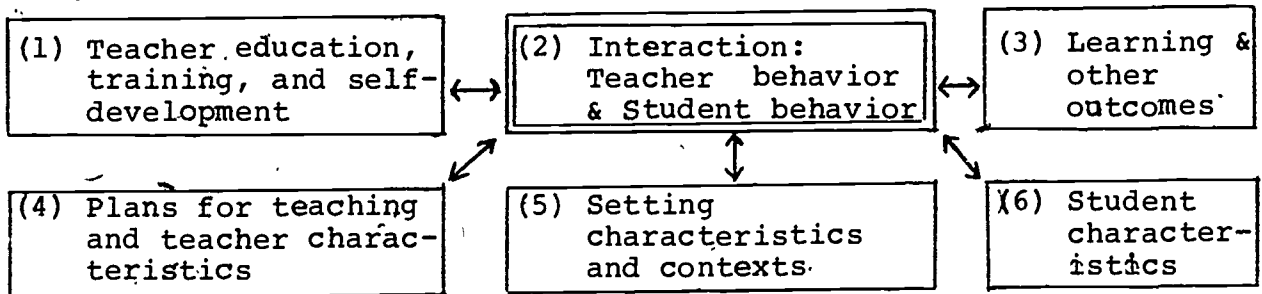 (1) Teacher education,
training, and self-
development
(2) Interaction:
Teacher behavior
& Student behavior
(3) Learning &
other
outcomes
(4) Plans for teaching
and teacher charac-
teristics
(5) Setting
characteristics
and contexts
(6) Student
character-
istics